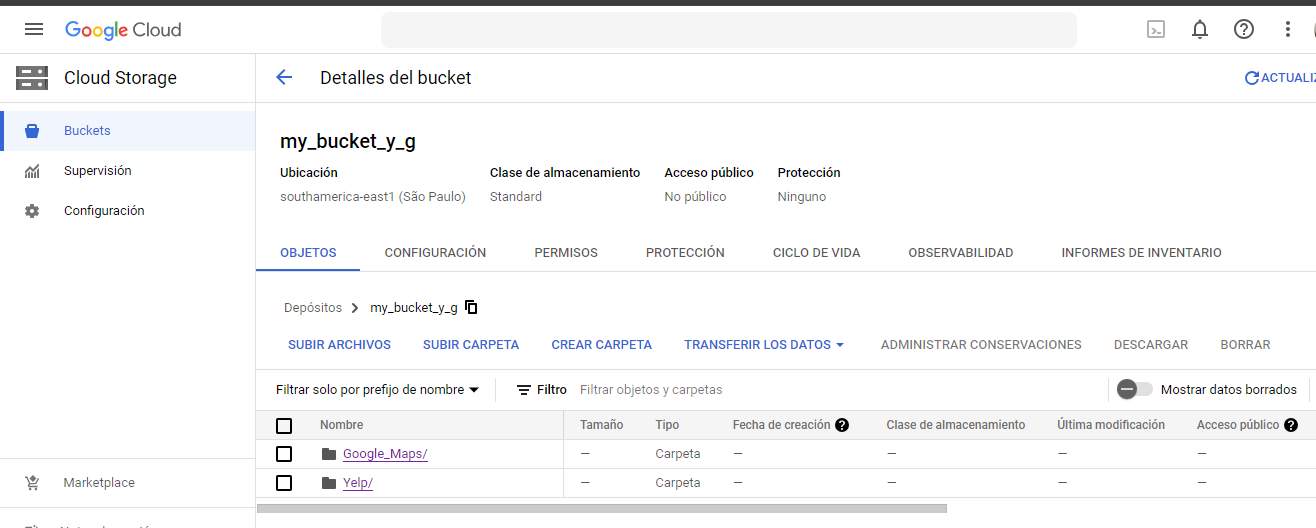 Google Cloud
Cloud Storage
Detalles del bucket
ACTUALIZ
Buckets
Supervisión
Configuración
my_bucket_y_g
Ubicación Clase de almacenamiento Acceso público Protección
southamerica-east1 (São Paulo) Standard No público Ninguno
OBJETOS CONFIGURACIÓN PERMISOS PROTECCIÓN CICLO DE VIDA OBSERVABILIDAD INFORMES DE INVENTARIO
Depósitos > my_bucket_y_g
SUBIR ARCHIVOS SUBIR CARPETA CREAR CARPETA TRANSFERIR LOS DATOS ADMINISTRAR CONSERVACIONES DESCARGAR BORRAR
Filtrar solo por prefijo de nombre Filtro Filtrar objetos y carpetas Mostrar datos borrados
Nombre Tamaño Tipo Fecha de creación Clase de almacenamiento Última modificación Acceso público
Google_Maps/ — Carpeta — — — —
Yelp/ — Carpeta — — — —
Marketplace